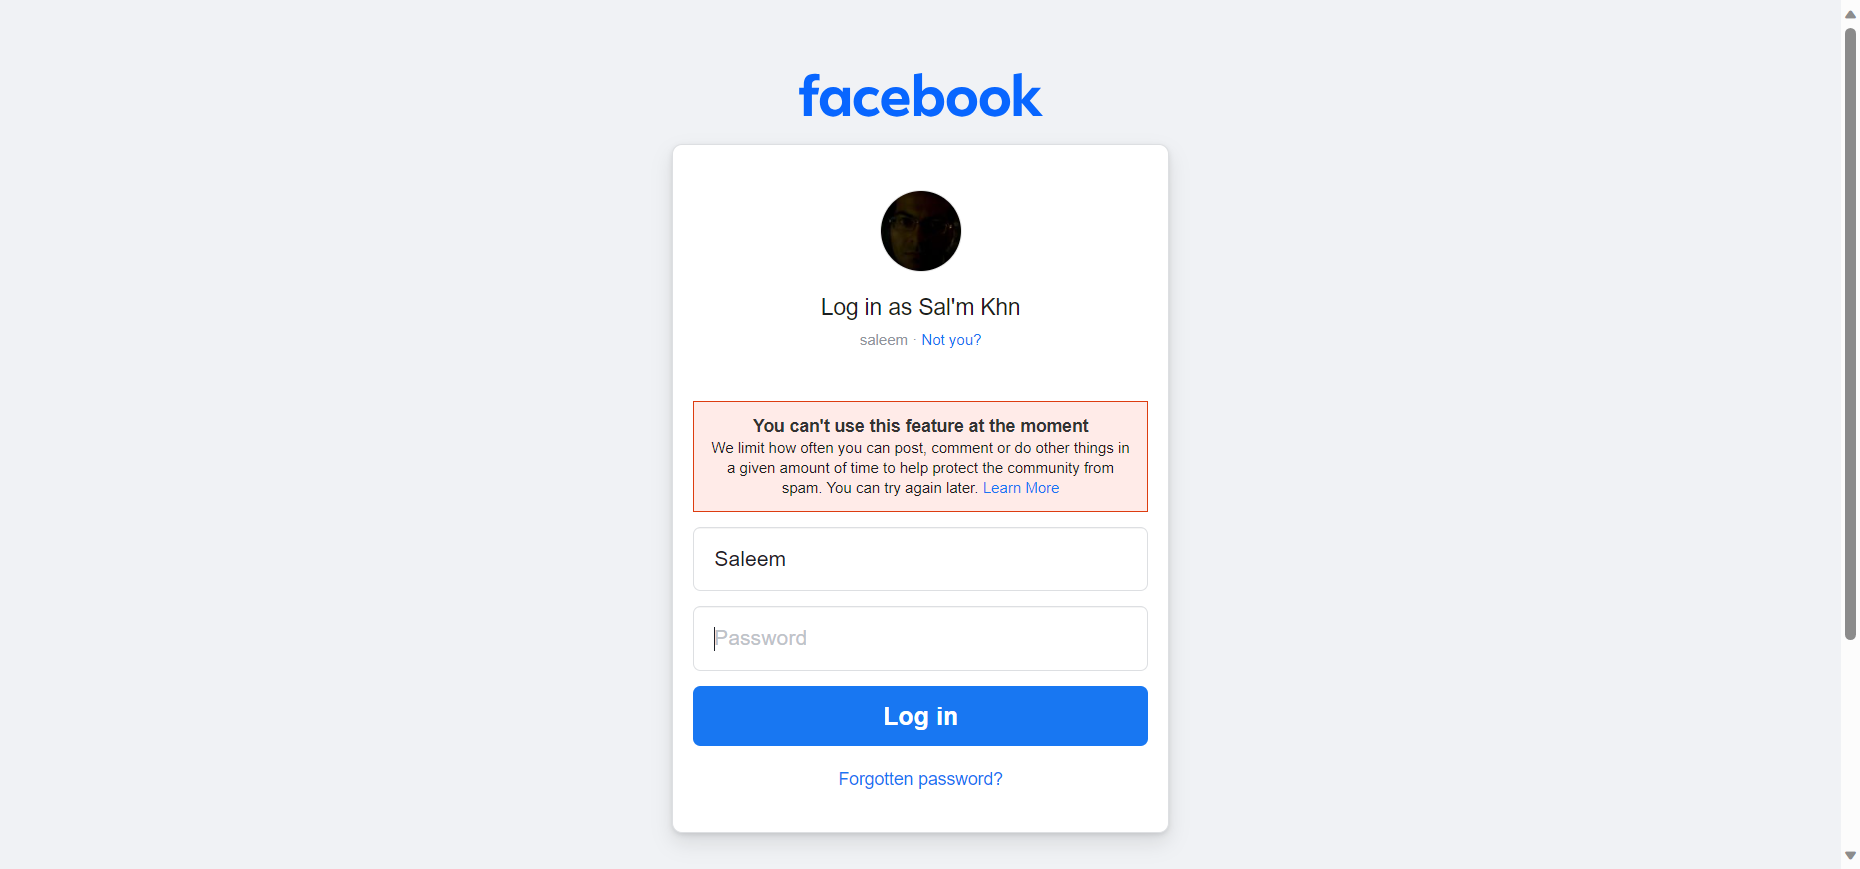 facebook
Log in as Sal'm Khn
saleem · Not you?
You can't use this feature at the moment
We limit how often you can post, comment or do other things in
a given amount of time to help protect the community from
spam. You can try again later. Learn More
Saleem
Password
Log in
Forgotten password?